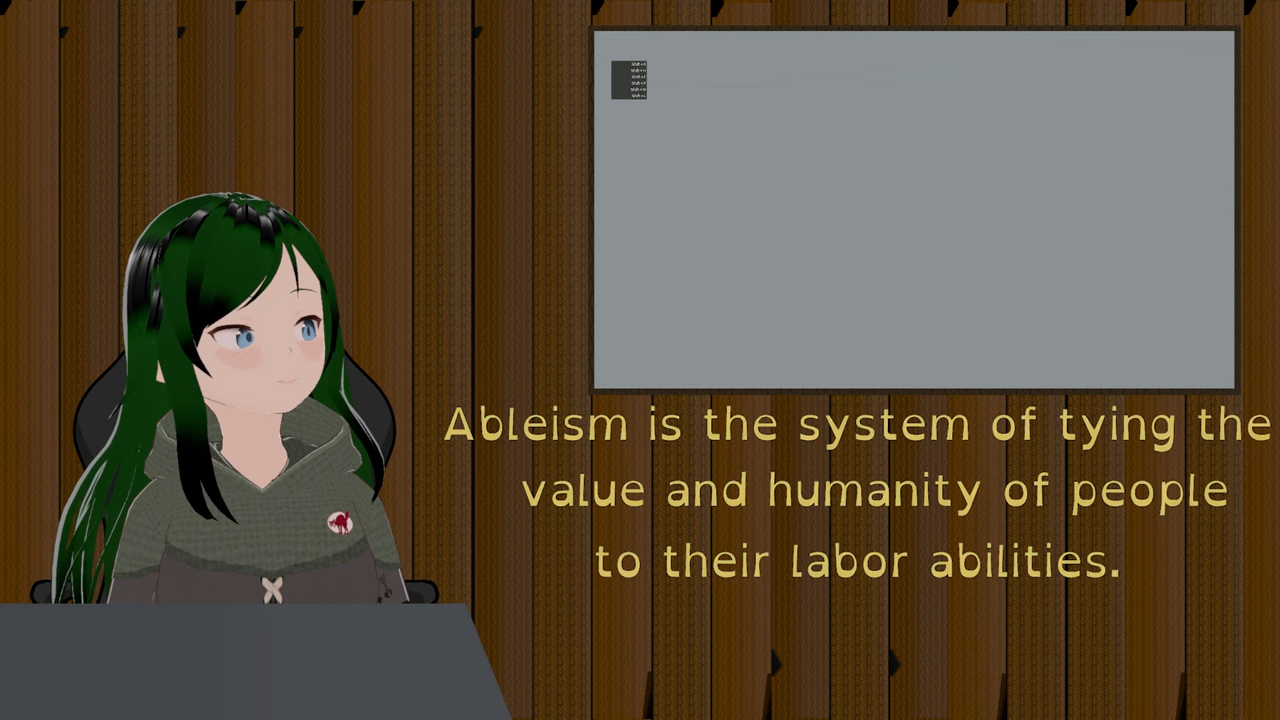 Ableism is the system of tying the
value and humanity of people
to their labor abilities.